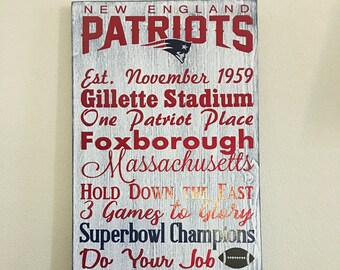 NEW ENGLAND
PATRIOTS
Est. November 1959
Gillette Stadium
One Patriot Place
Foxborough
Massachusetts
HOLD DOWN THE EAST
3 Games to Glory
Superbowl Champions
Do Your Job